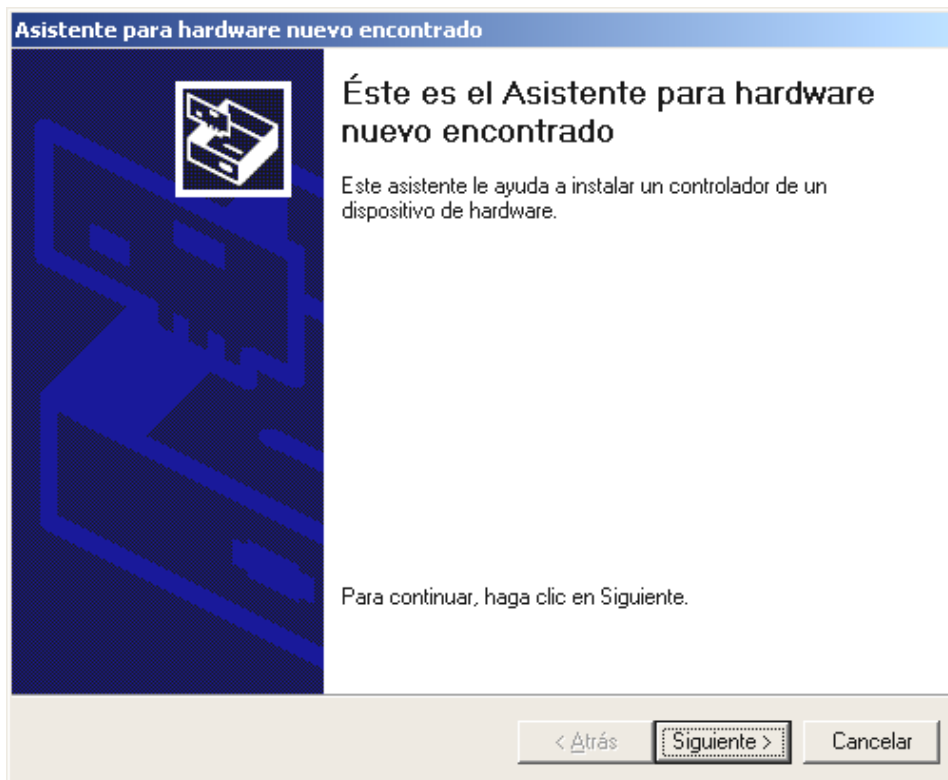 Asistente para hardware nuevo encontrado
Éste es el Asistente para hardware
nuevo encontrado
Este asistente le ayuda a instalar un controlador de un
dispositivo de hardware.
Para continuar, haga clic en Siguiente.
< Atrás
Siguiente >
Cancelar